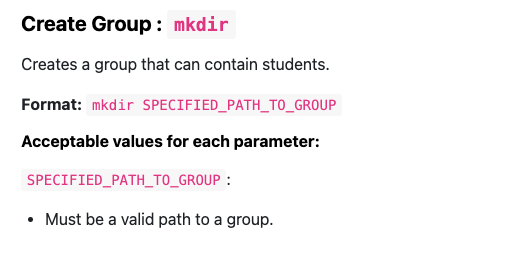 Create Group : mkdir
Creates a group that can contain students.
Format: mkdir SPECIFIED_PATH_TO_GROUP
Acceptable values for each parameter:
SPECIFIED_PATH_TO_GROUP :
• Must be a valid path to a group.